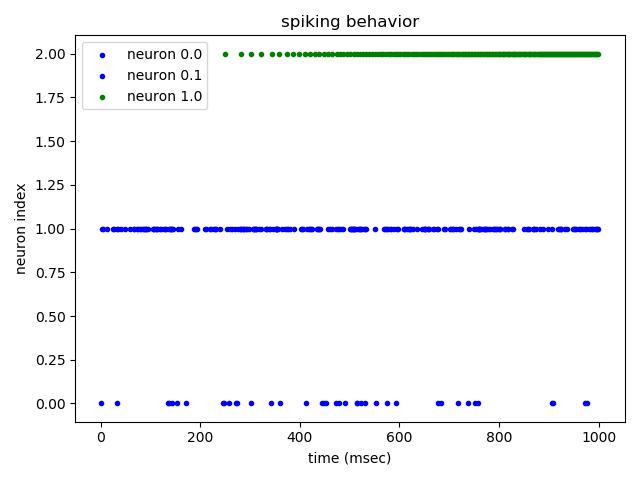 spiking behavior
neuron 0.0
neuron 0.1
neuron 1.0
2.00
1.75
1.50
1.25
1.00
0.75
0.50
0.25
0.00
neuron index
0 200 400 600 800 1000
time (msec)